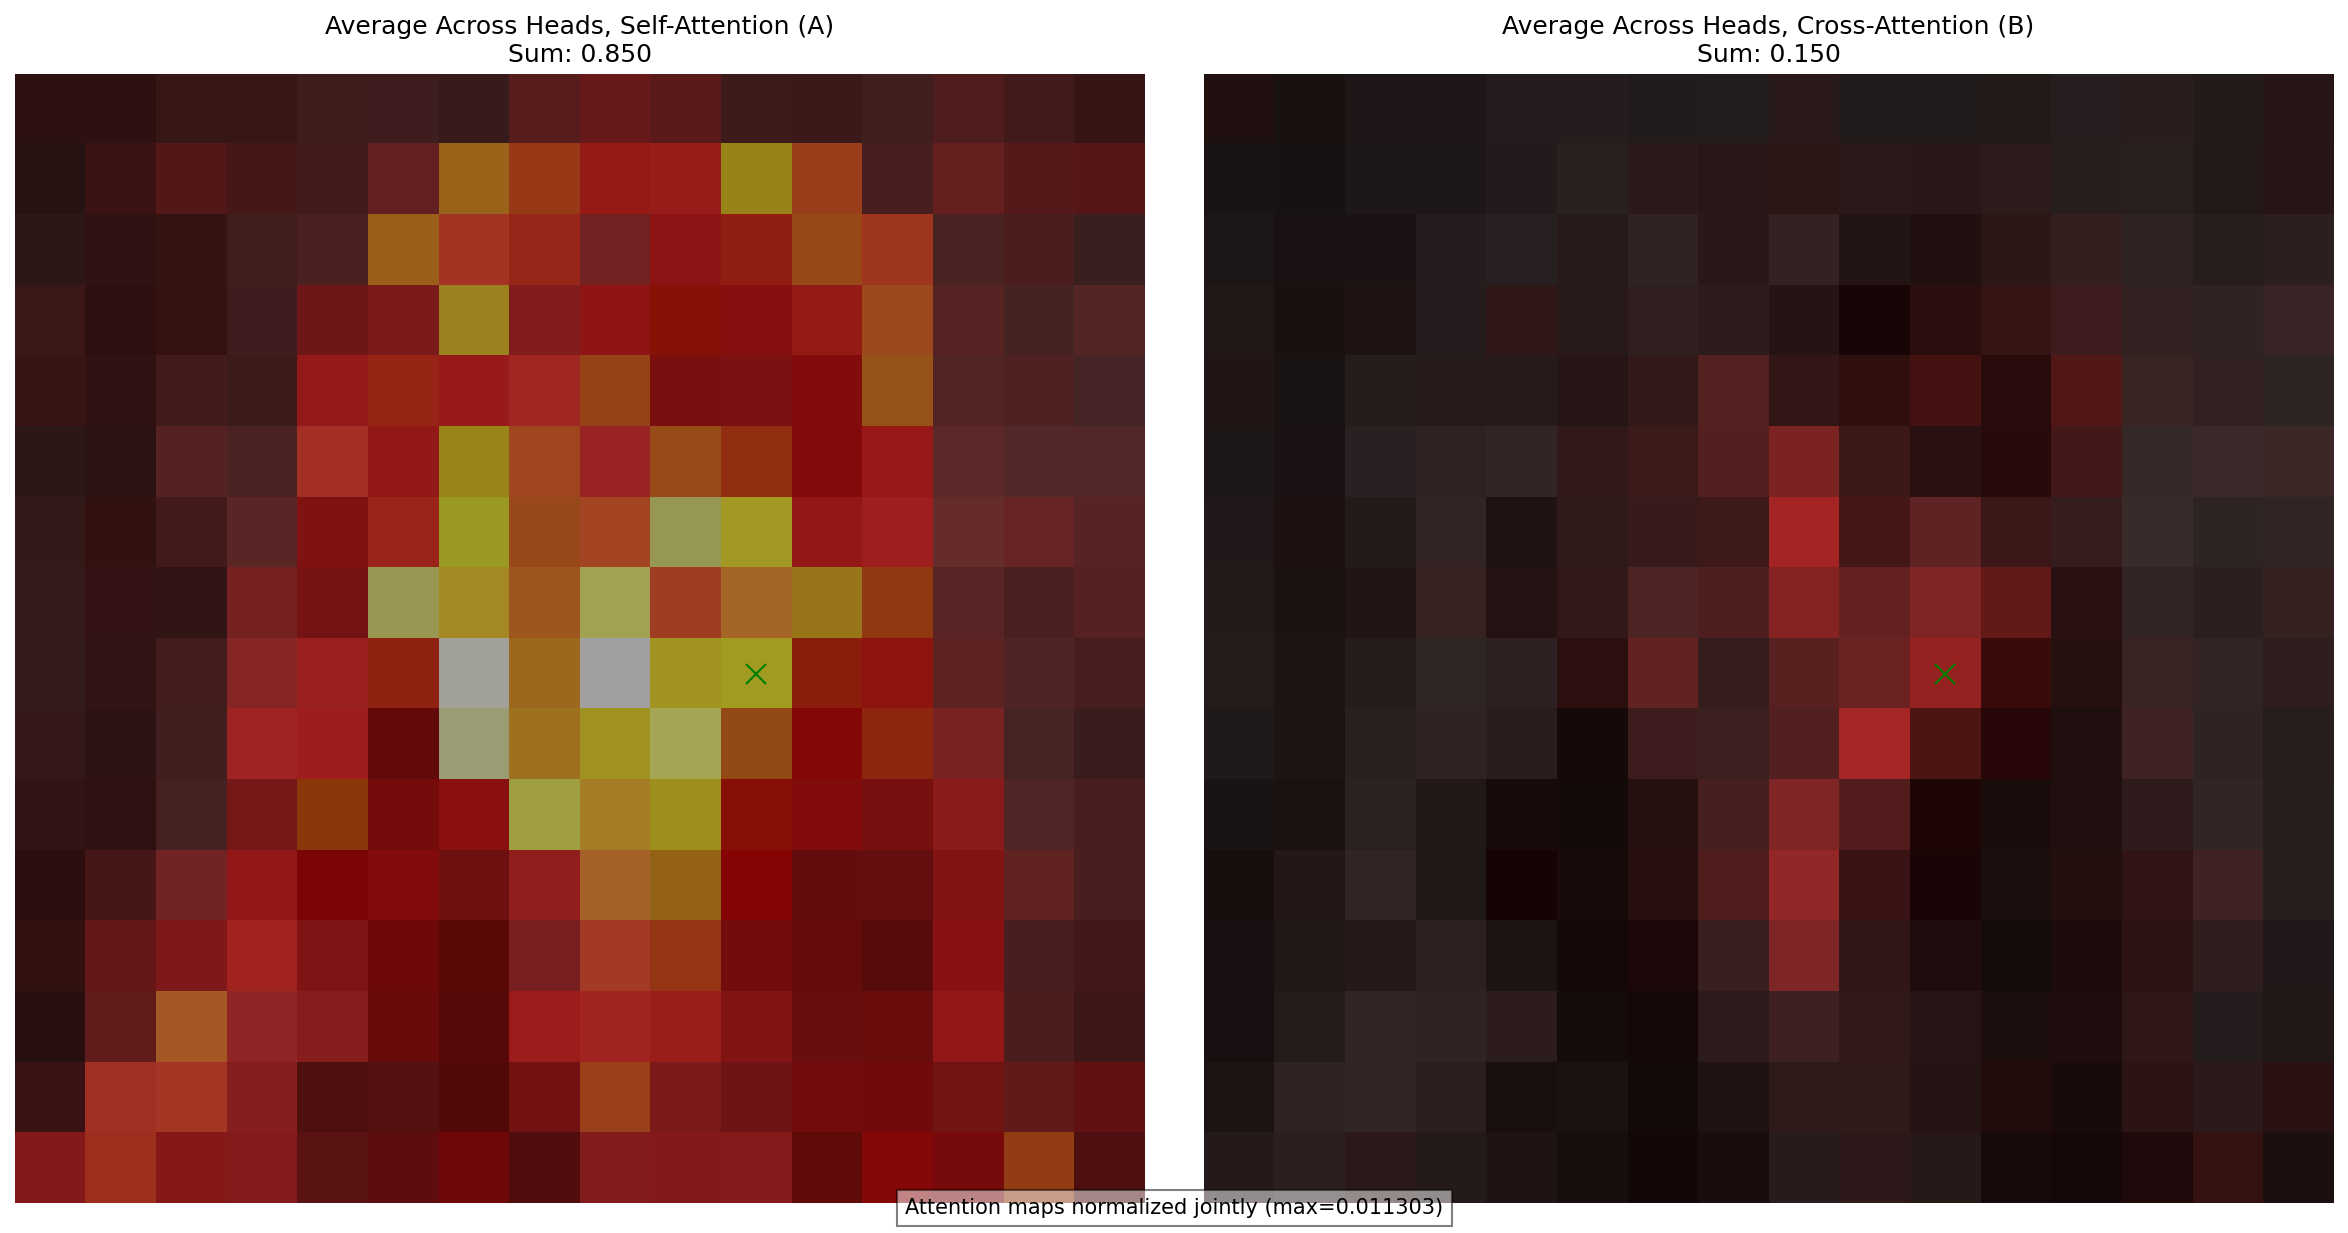 Average Across Heads, Self-Attention (A)
Sum: 0.850
Average Across Heads, Cross-Attention (B)
Sum: 0.150
Attention maps normalized jointly (max=0.011303)